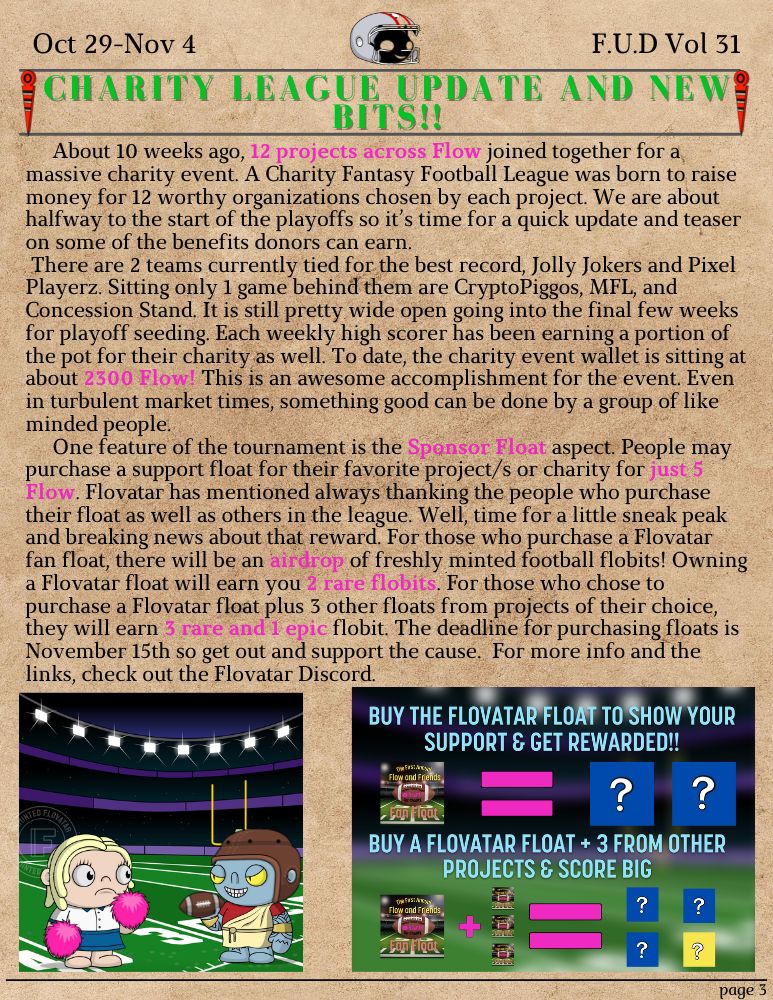 Oct 29-Nov 4
F.U.D Vol 31
CHARITY LEAGUE UPDATE AND NEW
BITS!!
About 10 weeks ago, 12 projects across Flow joined together for a
massive charity event. A Charity Fantasy Football League was born to raise
money for 12 worthy organizations chosen by each project. We are about
halfway to the start of the playoffs so it's time for a quick update and teaser
on some of the benefits donors can earn.
There are 2 teams currently tied for the best record, Jolly Jokers and Pixel
Playerz. Sitting only 1 game behind them are CryptoPiggos, MFL, and
Concession Stand. It is still pretty wide open going into the final few weeks
for playoff seeding. Each weekly high scorer has been earning a portion of
the pot for their charity as well. To date, the charity event wallet is sitting at
about 2300 Flow! This is an awesome accomplishment for the event. Even
in turbulent market times, something good can be done by a group of like
minded people.
One feature of the tournament is the Sponsor Float aspect. People may
purchase a support float for their favorite project/s or charity for just 5
Flow. Flovatar has mentioned always thanking the people who purchase
their float as well as others in the league. Well, time for a little sneak peak
and breaking news about that reward. For those who purchase a Flovatar
fan float, there will be an airdrop of freshly minted football flobits! Owning
a Flovatar float will earn you 2 rare flobits. For those who chose to
purchase a Flovatar float plus 3 other floats from projects of their choice,
they will earn 3 rare and 1 epic flobit. The deadline for purchasing floats is
November 15th so get out and support the cause. For more info and the
links, check out the Flovatar Discord.
BUY THE FLOVATAR FLOAT TO SHOW YOUR
SUPPORT & GET REWARDED!!
Flow and Friends
Fan Float
? ?
BUY A FLOVATAR FLOAT + 3 FROM OTHER
PROJECTS & SCORE BIG
Flow and Friends
Fan Float
+
? ?
? ?
page 3